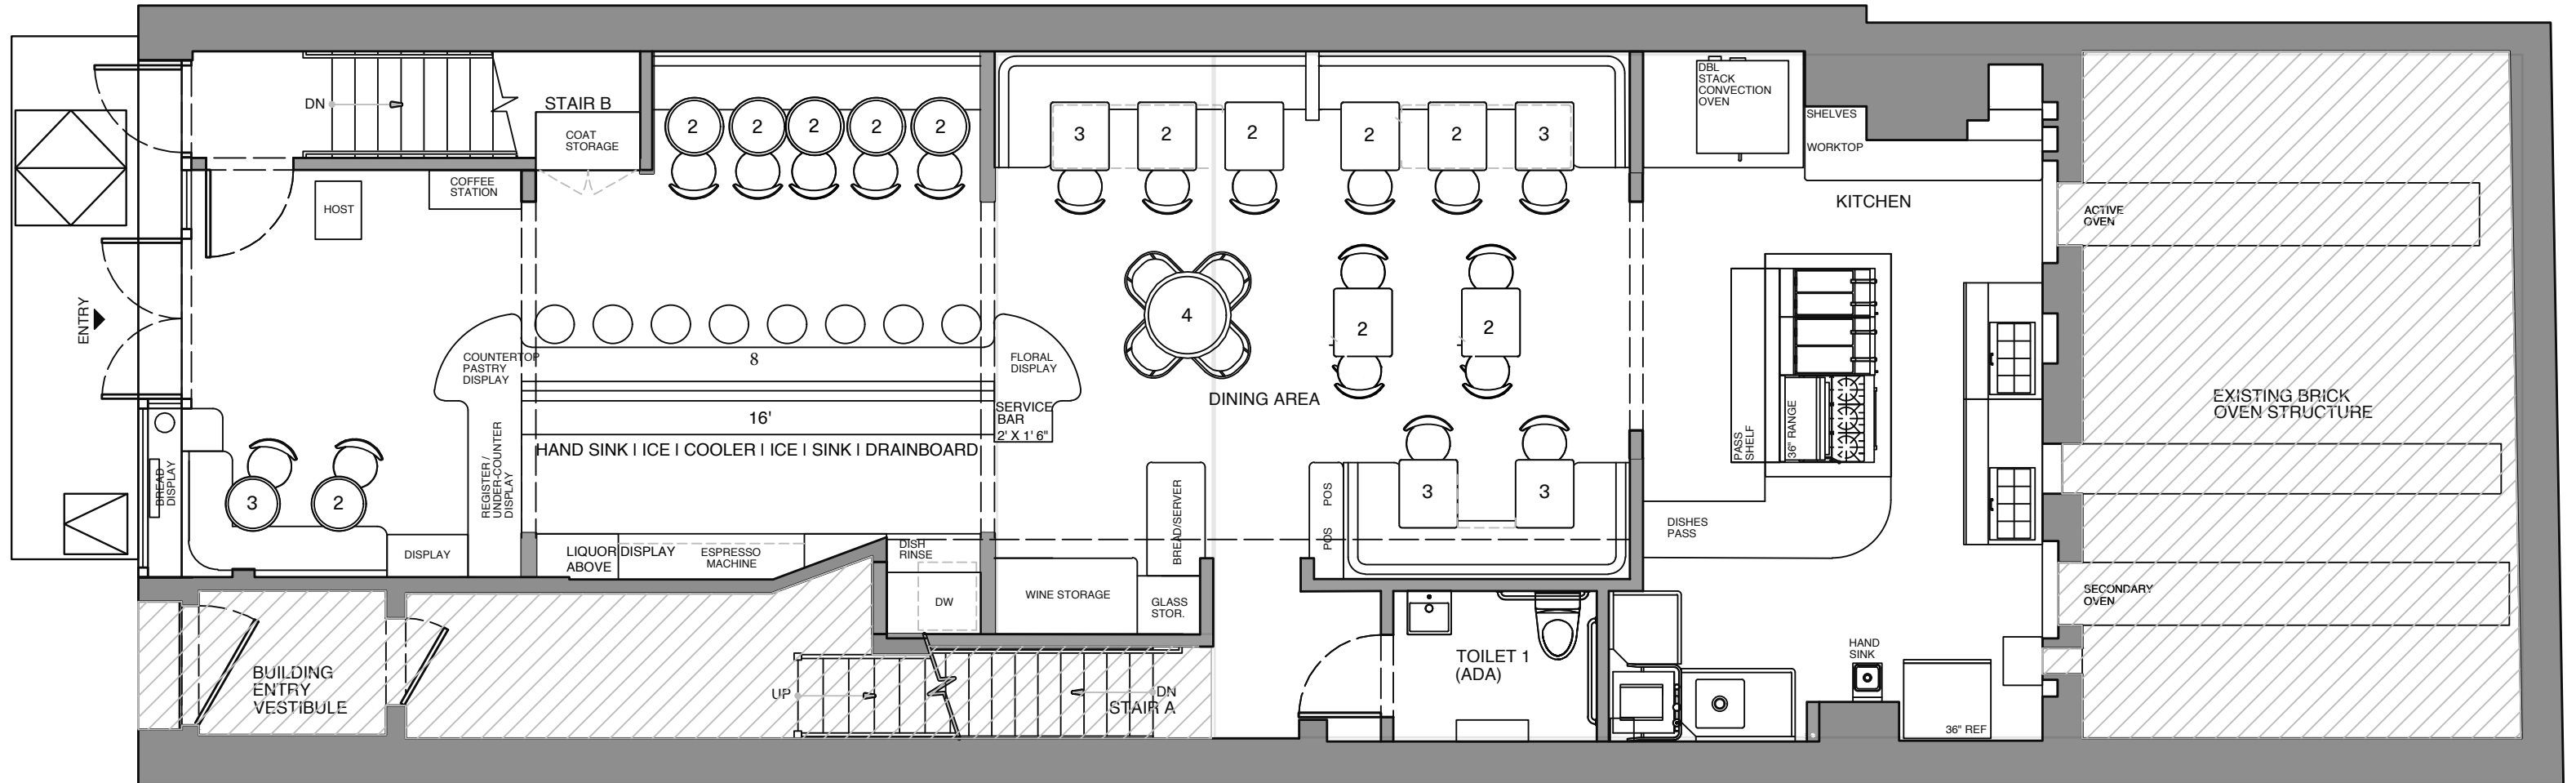 DN
STAIR B
COAT
STORAGE
COFFEE
STATION
HOST
2
2
2
2
2
3
2
2
2
2
3
DBL
STACK
CONVECTION
OVEN
SHELVES
WORKTOP
KITCHEN
ACTIVE
OVEN
ENTRY
COUNTERTOP
PASTRY
DISPLAY
8
FLORAL
DISPLAY
4
2
2
DINING AREA
16'
SERVICE
BAR
2' X 1' 6"
HAND SINK | ICE | COOLER | ICE | SINK | DRAINBOARD
REGISTER /
UNDER-COUNTER
DISPLAY
BREAD
DISPLAY
3
2
DISPLAY
LIQUOR DISPLAY
ABOVE
ESPRESSO
MACHINE
DISH
RINSE
DW
WINE STORAGE
BREAD/SERVER
GLASS
STOR.
POS
POS
3
3
PASS
SHELF
36" RANGE
DISHES
PASS
EXISTING BRICK
OVEN STRUCTURE
SECONDARY
OVEN
BUILDING
ENTRY
VESTIBULE
UP
DN
STAIR A
TOILET 1
(ADA)
HAND
SINK
36" REF